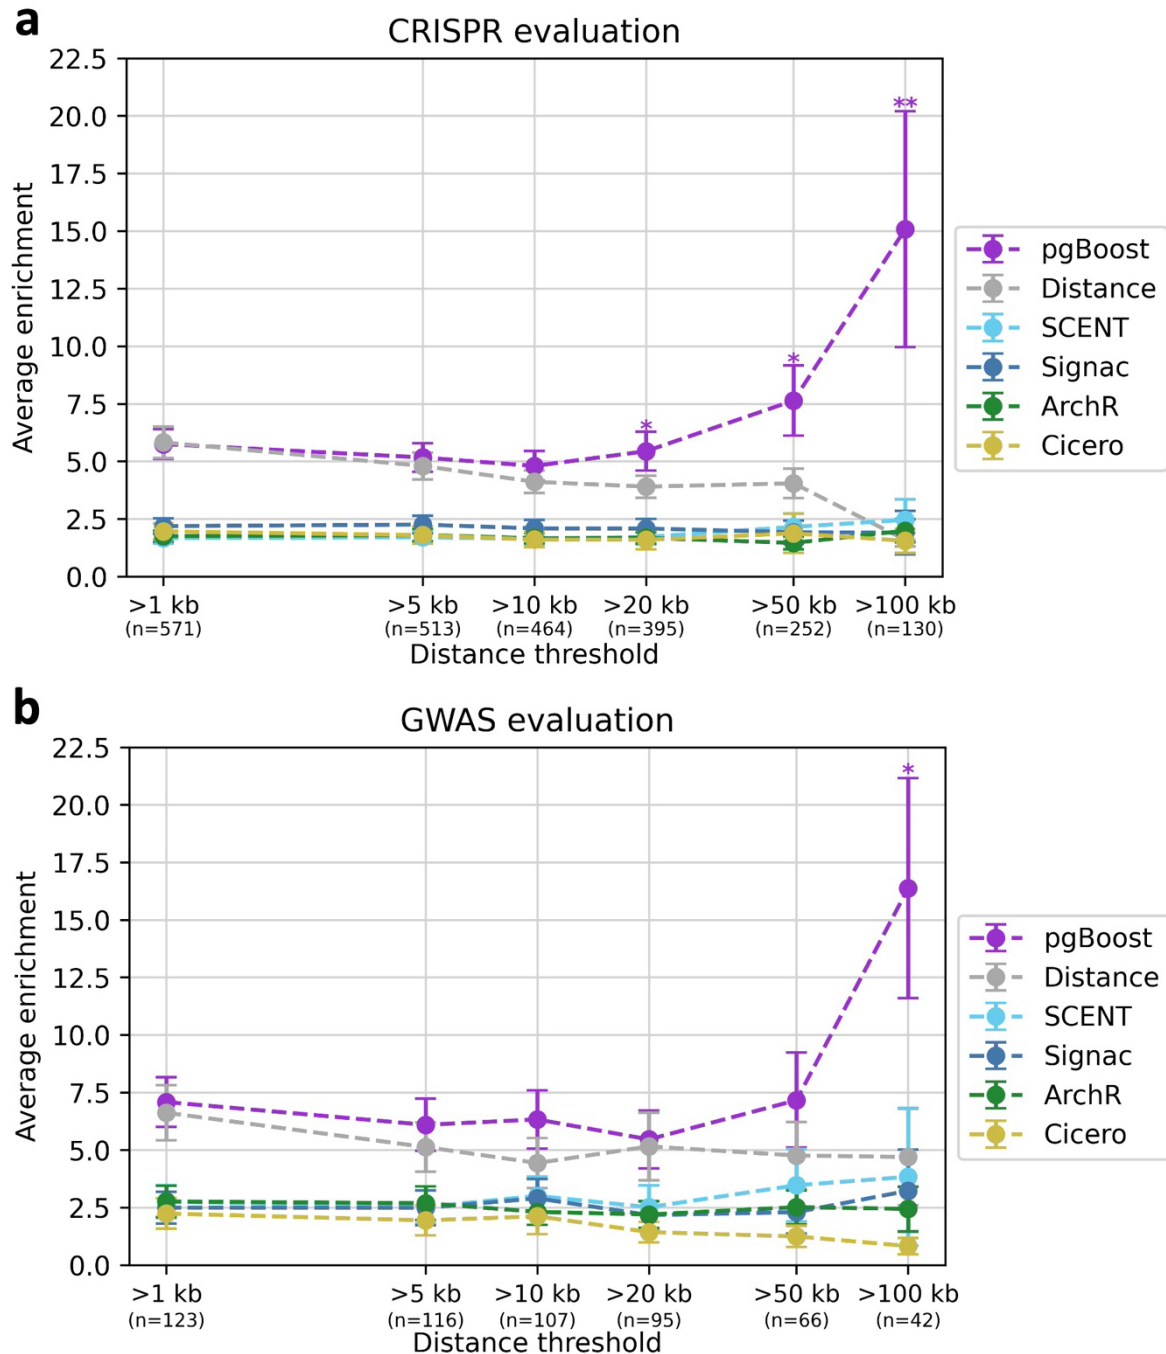 a
CRISPR evaluation
Average enrichment
22.5
20.0
17.5
15.0
12.5
10.0
7.5
5.0
2.5
0.0
**
*
*
>1 kb >5 kb >10 kb >20 kb >50 kb >100 kb
(n=571) (n=513) (n=464) (n=395) (n=252) (n=130)
Distance threshold
pgBoost
Distance
SCENT
Signac
ArchR
Cicero
b
GWAS evaluation
Average enrichment
22.5
20.0
17.5
15.0
12.5
10.0
7.5
5.0
2.5
0.0
*
>1 kb >5 kb >10 kb >20 kb >50 kb >100 kb
(n=123) (n=116) (n=107) (n=95) (n=66) (n=42)
Distance threshold
pgBoost
Distance
SCENT
Signac
ArchR
Cicero